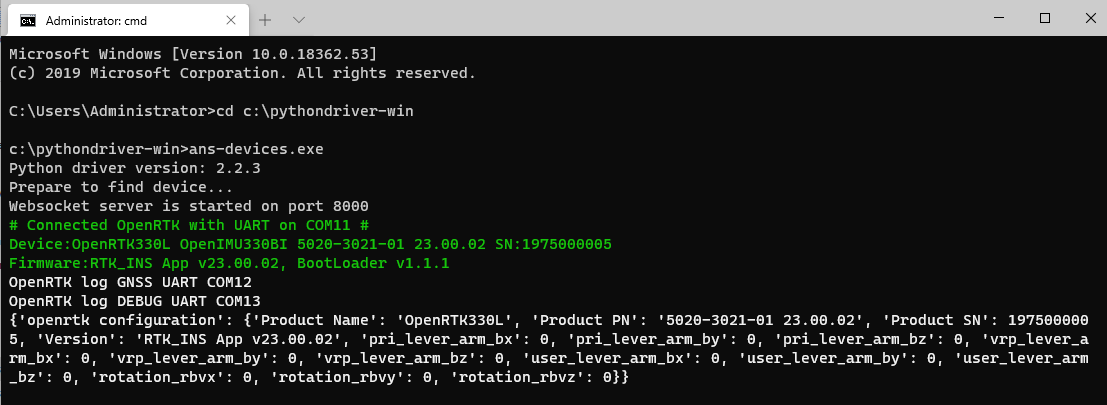 Administrator: cmd
Microsoft Windows [Version 10.0.18362.53]
(c) 2019 Microsoft Corporation. All rights reserved.
C:\Users\Administrator>cd c:\pythondriver-win
c:\pythondriver-win>ans-devices.exe
Python driver version: 2.2.3
Prepare to find device...
Websocket server is started on port 8000
# Connected OpenRTK with UART on COM11 #
Device:OpenRTK330L OpenIMU330BI 5020-3021-01 23.00.02 SN:1975000005
Firmware:RTK_INS App v23.00.02, BootLoader v1.1.1
OpenRTK log GNSS UART COM12
OpenRTK log DEBUG UART COM13
{'openrtk configuration': {'Product Name': 'OpenRTK330L', 'Product PN': '5020-3021-01 23.00.02', 'Product SN': 197500000
5, 'Version': 'RTK_INS App v23.00.02', 'pri_lever_arm_bx': 0, 'pri_lever_arm_by': 0, 'pri_lever_arm_bz': 0, 'vrp_lever_a
rm_bx': 0, 'vrp_lever_arm_by': 0, 'vrp_lever_arm_bz': 0, 'user_lever_arm_bx': 0, 'user_lever_arm_by': 0, 'user_lever_arm
_bz': 0, 'rotation_rbvx': 0, 'rotation_rbvy': 0, 'rotation_rbvz': 0}}